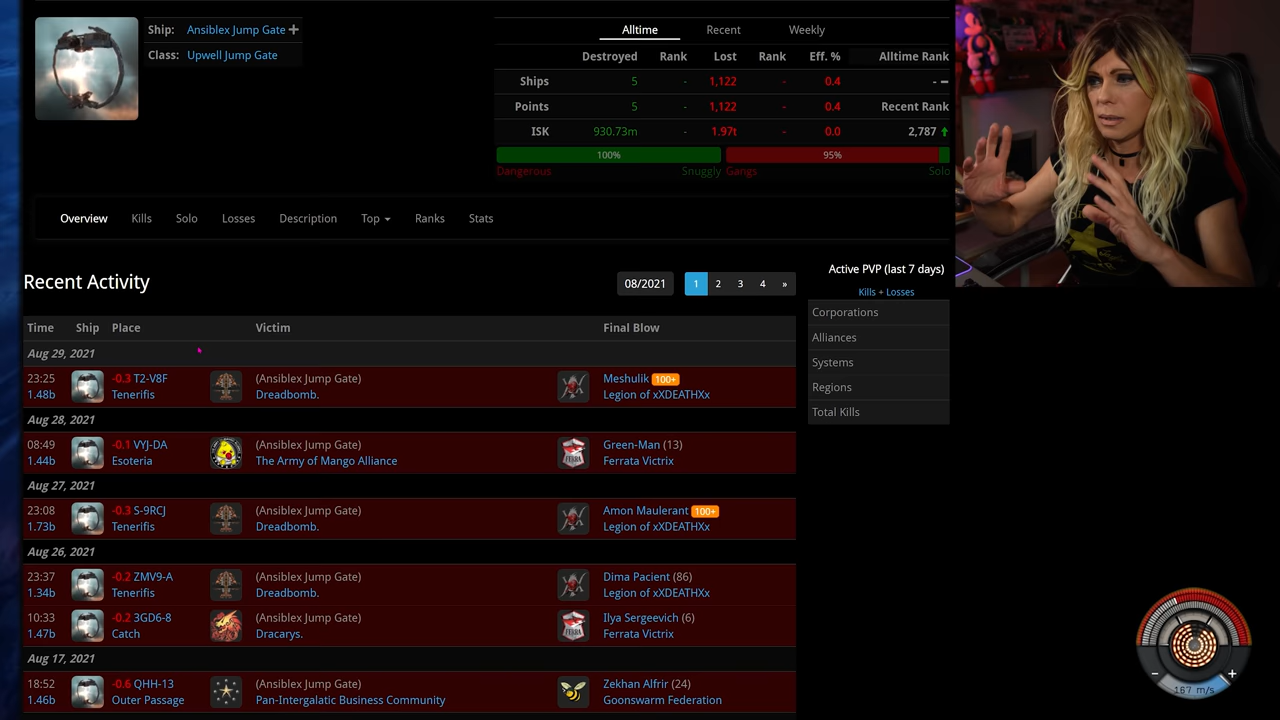 Ship: Ansiblex Jump Gate
Class: Upwell Jump Gate
Alltime Recent Weekly
Destroyed Rank Lost Rank Eff. % Alltime Rank
Ships 5 - 1,122 - 0.4 -
Points 5 - 1,122 - 0.4 Recent Rank
ISK 930.73m - 1.97t - 0.0 2,787
100% 95%
Dangerous Snuggly Gangs Solo
Overview Kills Solo Losses Description Top Ranks Stats
Recent Activity
08/2021 1 2 3 4 »
Time Ship Place Victim Final Blow
Aug 29, 2021
23:25 -0.3 T2-V8F (Ansiblex Jump Gate) Meshulik 100+
1.48b Tenerifis Dreadbomb. Legion of xXDEATHXx
Aug 28, 2021
08:49 -0.1 VYJ-DA (Ansiblex Jump Gate) Green-Man (13)
1.44b Esoteria The Army of Mango Alliance Ferrata Victrix
Aug 27, 2021
23:08 -0.3 S-9RCJ (Ansiblex Jump Gate) Amon Maulerant 100+
1.73b Tenerifis Dreadbomb. Legion of xXDEATHXx
Aug 26, 2021
23:37 -0.2 ZMV9-A (Ansiblex Jump Gate) Dima Pacient (86)
1.34b Tenerifis Dreadbomb. Legion of xXDEATHXx
10:33 -0.2 3GD6-8 (Ansiblex Jump Gate) Ilya Sergeevich (6)
1.47b Catch Dracarys. Ferrata Victrix
Aug 17, 2021
18:52 -0.6 QHH-13 (Ansiblex Jump Gate) Zekhan Alfrir (24)
1.46b Outer Passage Pan-Intergalatic Business Community Goonswarm Federation
Active PVP (last 7 days)
Kills + Losses
Corporations
Alliances
Systems
Regions
Total Kills
167 m/s